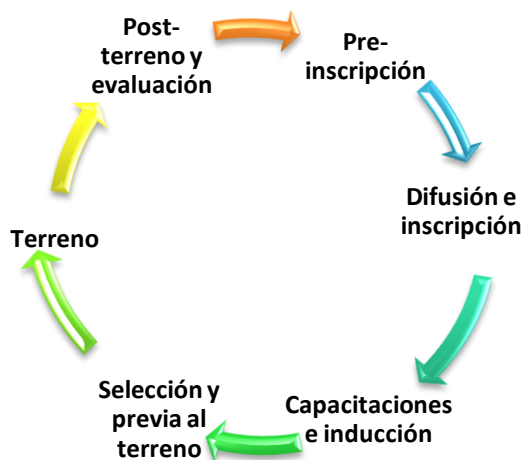 Post-
terreno y
evaluación
Pre-
inscripción
Difusión e
inscripción
Capacitaciones
e inducción
Selección y
previa al
terreno
Terreno